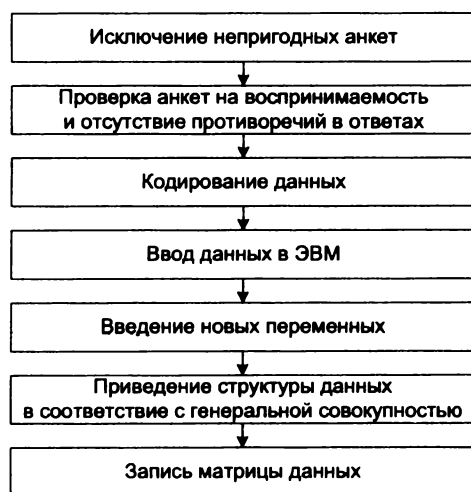 Исключение непригодных анкет
Проверка анкет на воспринимаемость
и отсутствие противоречий в ответах
Кодирование данных
Ввод данных в ЭВМ
Введение новых переменных
Приведение структуры данных
в соответствие с генеральной совокупностью
Запись матрицы данных